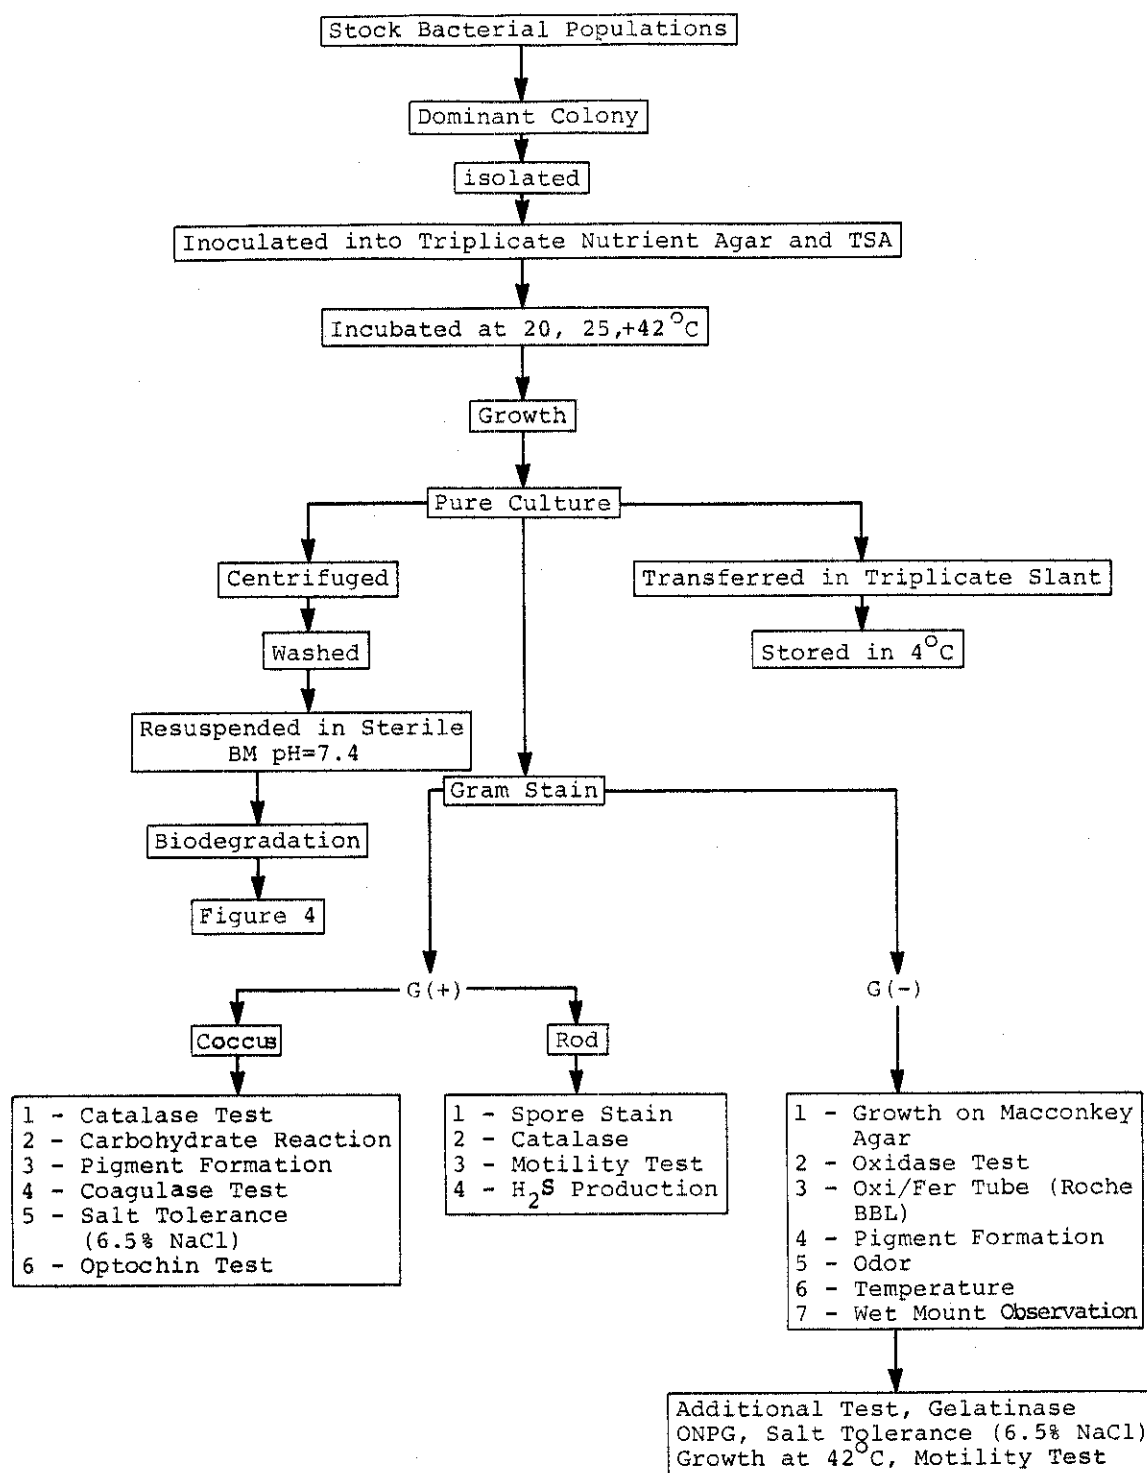 Stock Bacterial Populations
Dominant Colony
isolated
Inoculated into Triplicate Nutrient Agar and TSA
Incubated at 20, 25,+42°C
Growth
Pure Culture
Centrifuged
Washed
Resuspended in Sterile
BM pH=7.4
Biodegradation
Figure 4
Transferred in Triplicate Slant
Stored in 4°C
Gram Stain
G(+)
Coccus
1 - Catalase Test
2 - Carbohydrate Reaction
3 - Pigment Formation
4 - Coagulase Test
5 - Salt Tolerance
(6.5% NaCl)
6 - Optochin Test
Rod
1 - Spore Stain
2 - Catalase
3 - Motility Test
4 - H₂S Production
G(-)
1 - Growth on Macconkey
Agar
2 - Oxidase Test
3 - Oxi/Fer Tube (Roche
BBL)
4 - Pigment Formation
5 - Odor
6 - Temperature
7 - Wet Mount Observation
Additional Test, Gelatinase
ONPG, Salt Tolerance (6.5% NaCl)
Growth at 42°C, Motility Test